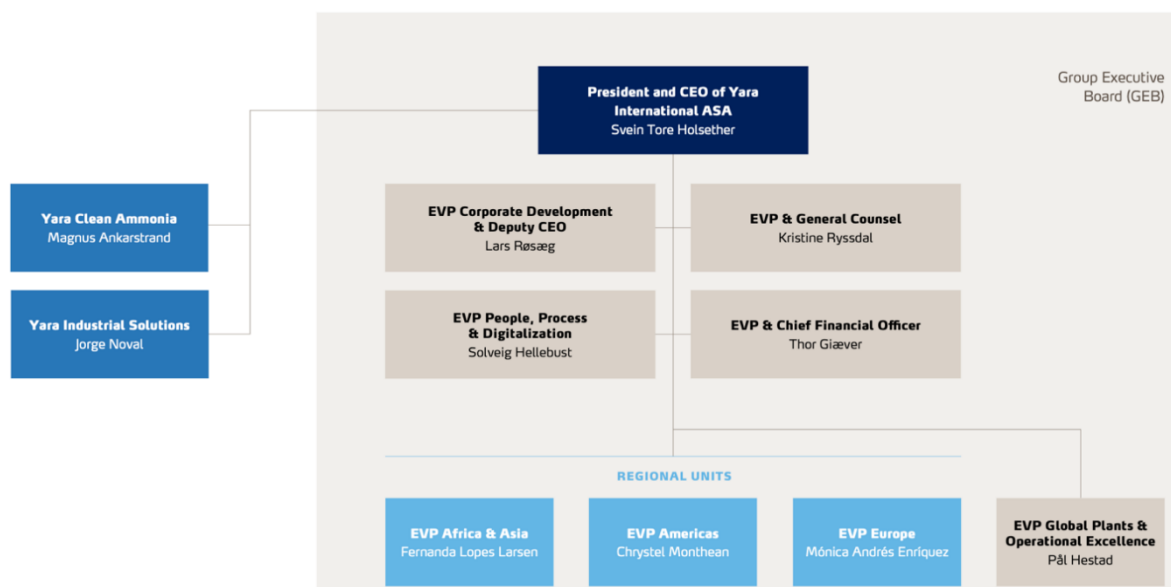 Group Executive
Board (GEB)
President and CEO of Yara
International ASA
Svein Tore Holsether
Yara Clean Ammonia
Magnus Ankarstrand
EVP Corporate Development
& Deputy CEO
Lars Røsæg
EVP & General Counsel
Kristine Ryssdal
Yara Industrial Solutions
Jorge Noval
EVP People, Process
& Digitalization
Solveig Hellebust
EVP & Chief Financial Officer
Thor Giæver
REGIONAL UNITS
EVP Africa & Asia
Fernanda Lopes Larsen
EVP Americas
Chrystel Monthean
EVP Europe
Mónica Andrés Enríquez
EVP Global Plants &
Operational Excellence
Pål Hestad